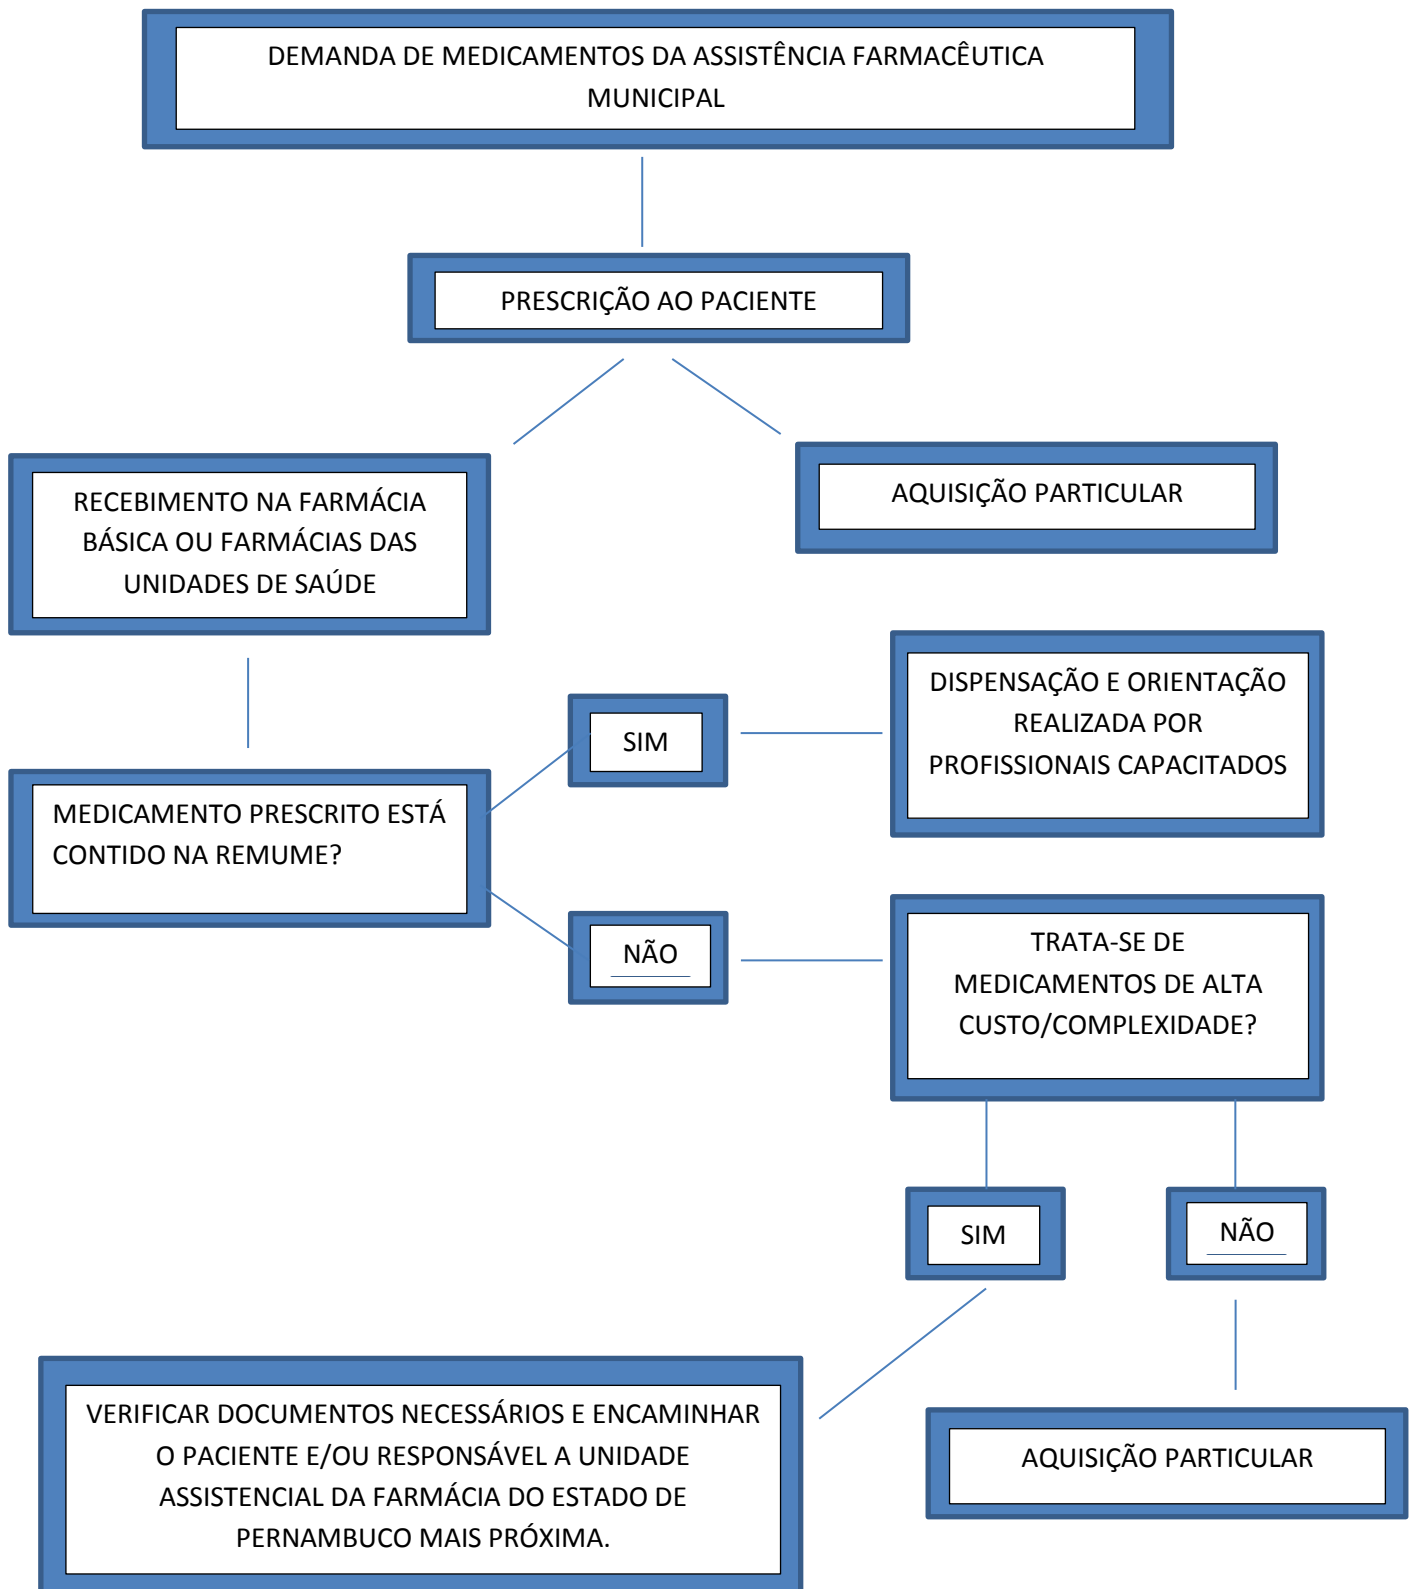 DEMANDA DE MEDICAMENTOS DA ASSISTÊNCIA FARMACÊUTICA
MUNICIPAL
PRESCRIÇÃO AO PACIENTE
RECEBIMENTO NA FARMÁCIA
BÁSICA OU FARMÁCIAS DAS
UNIDADES DE SAÚDE
AQUISIÇÃO PARTICULAR
MEDICAMENTO PRESCRITO ESTÁ
CONTIDO NA REMUME?
SIM
DISPENSAÇÃO E ORIENTAÇÃO
REALIZADA POR
PROFISSIONAIS CAPACITADOS
NÃO
TRATA-SE DE
MEDICAMENTOS DE ALTA
CUSTO/COMPLEXIDADE?
SIM
NÃO
VERIFICAR DOCUMENTOS NECESSÁRIOS E ENCAMINHAR
O PACIENTE E/OU RESPONSÁVEL A UNIDADE
ASSISTENCIAL DA FARMÁCIA DO ESTADO DE
PERNAMBUCO MAIS PRÓXIMA.
AQUISIÇÃO PARTICULAR